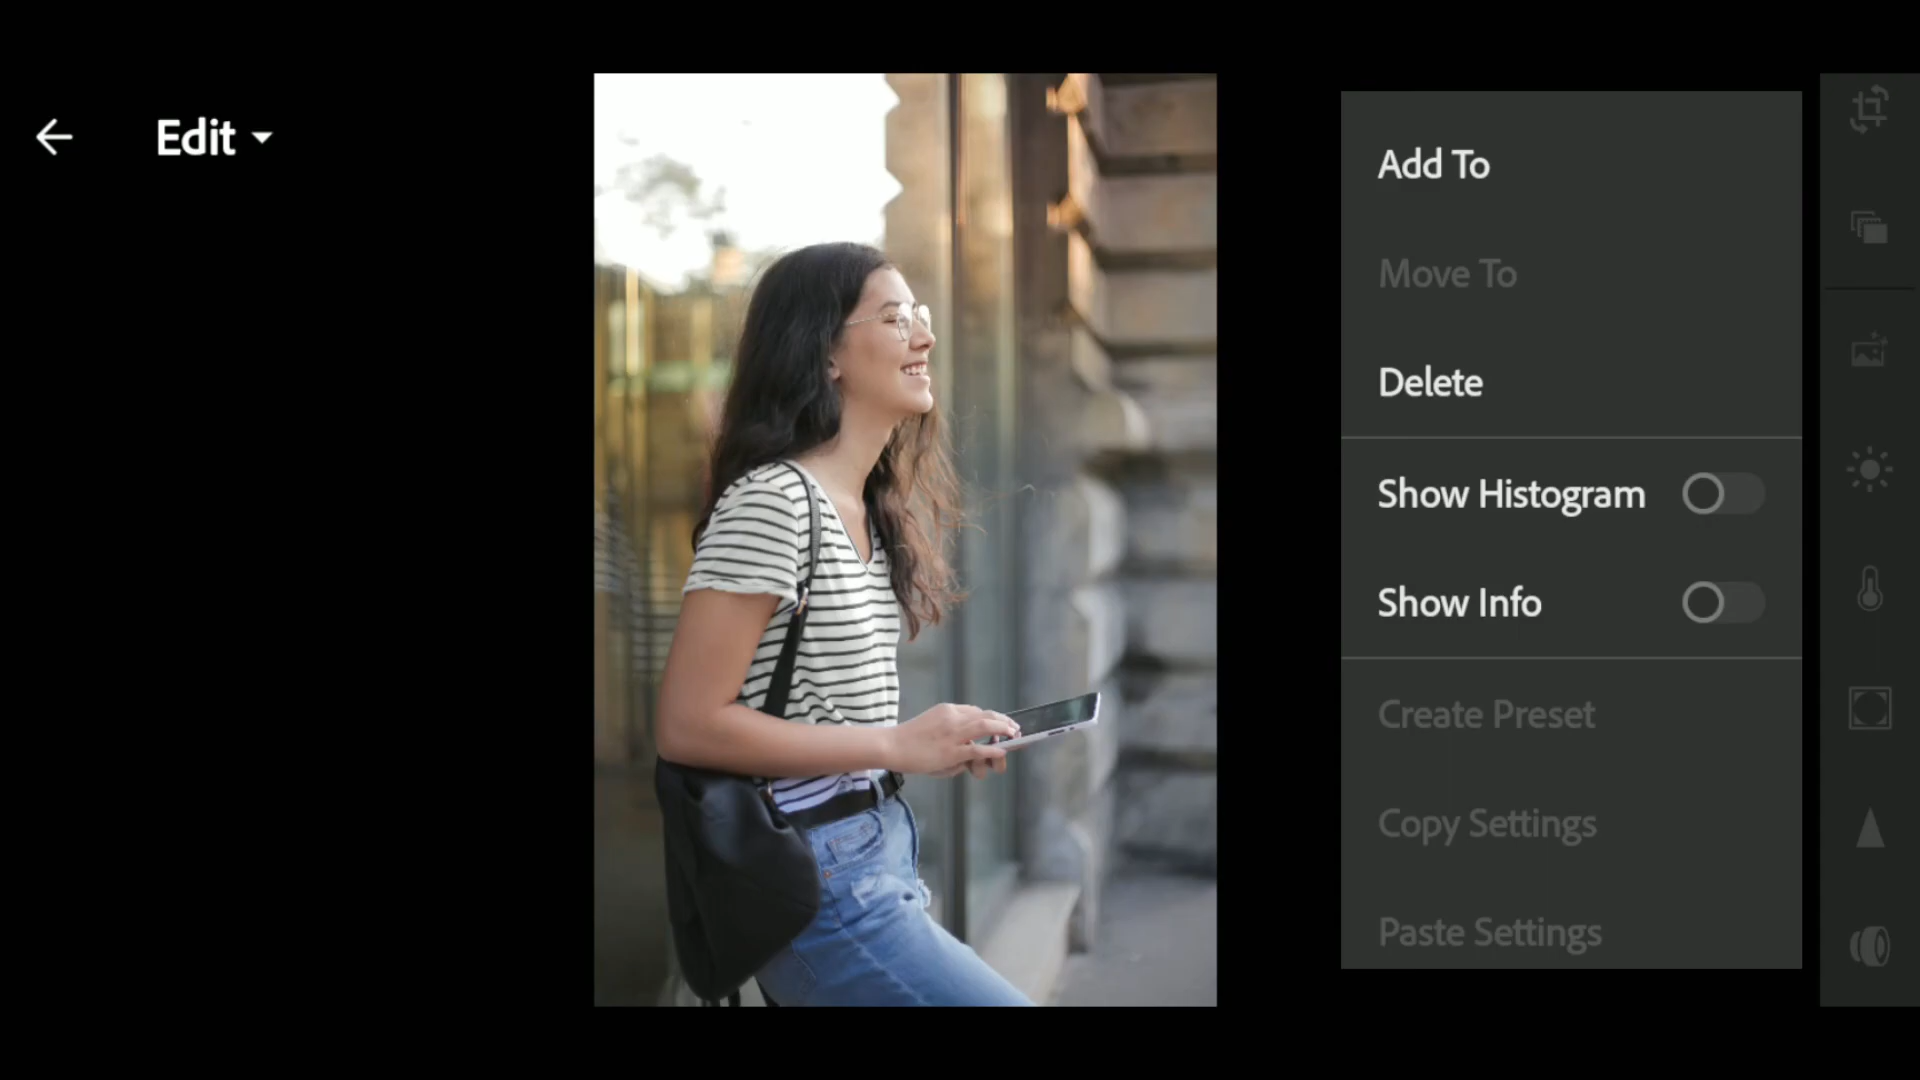 Edit
Add To
Move To
Delete
Show Histogram
Show Info
Create Preset
Copy Settings
Paste Settings